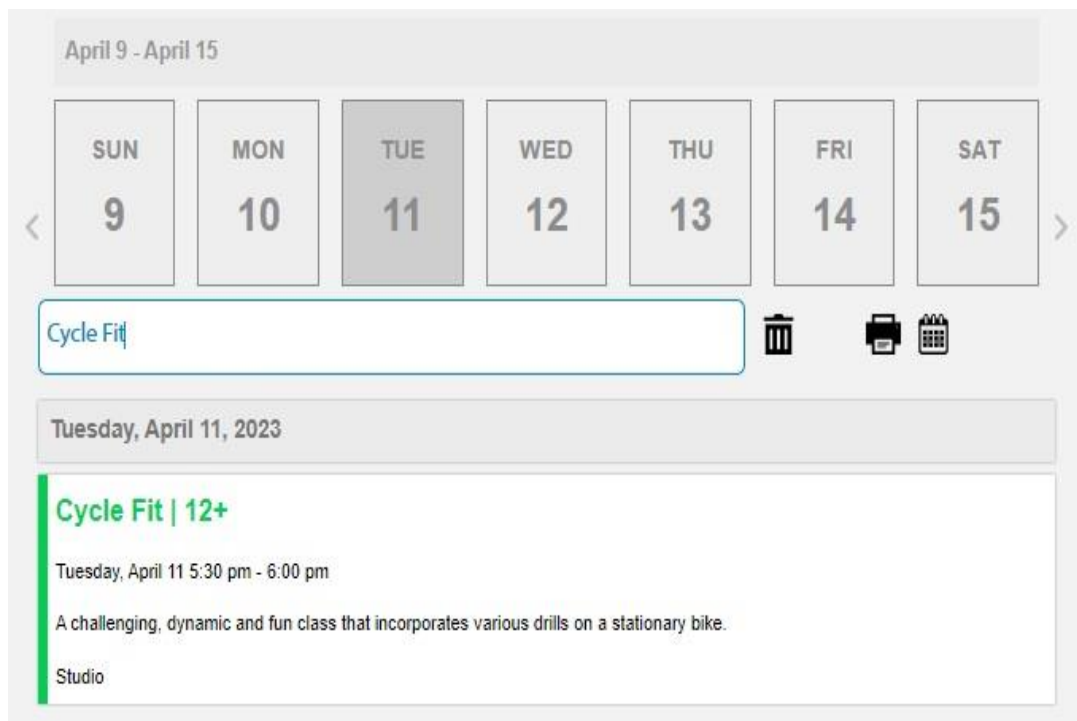 April 9 - April 15
SUN MON TUE WED THU FRI SAT
9 10 11 12 13 14 15
Cycle Fit
Tuesday, April 11, 2023
Cycle Fit | 12+
Tuesday, April 11 5:30 pm - 6:00 pm
A challenging, dynamic and fun class that incorporates various drills on a stationary bike.
Studio